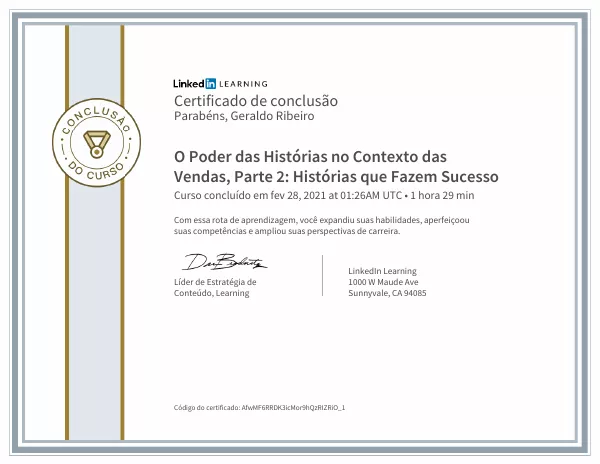 LinkedIn LEARNING
Certificado de conclusão
Parabéns, Geraldo Ribeiro
CONCLUSÃO
DO CURSO
O Poder das Histórias no Contexto das
Vendas, Parte 2: Histórias que Fazem Sucesso
Curso concluído em fev 28, 2021 at 01:26AM UTC • 1 hora 29 min
Com essa rota de aprendizagem, você expandiu suas habilidades, aperfeiçoou
suas competências e ampliou suas perspectivas de carreira.
Líder de Estratégia de
Conteúdo, Learning
LinkedIn Learning
1000 W Maude Ave
Sunnyvale, CA 94085
Código do certificado: